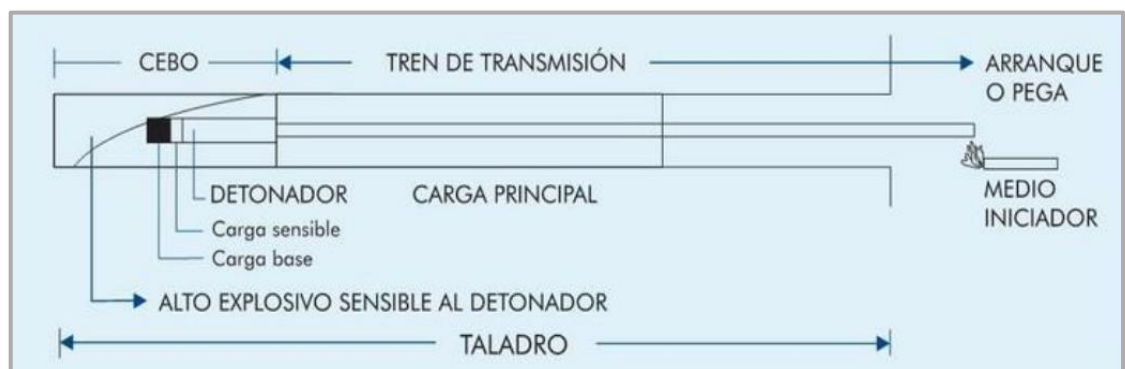 CEBO
TREN DE TRANSMISIÓN
ARRANQUE
O PEGA
DETONADOR
CARGA PRINCIPAL
MEDIO
INICIADOR
Carga sensible
Carga base
ALTO EXPLOSIVO SENSIBLE AL DETONADOR
TALADRO